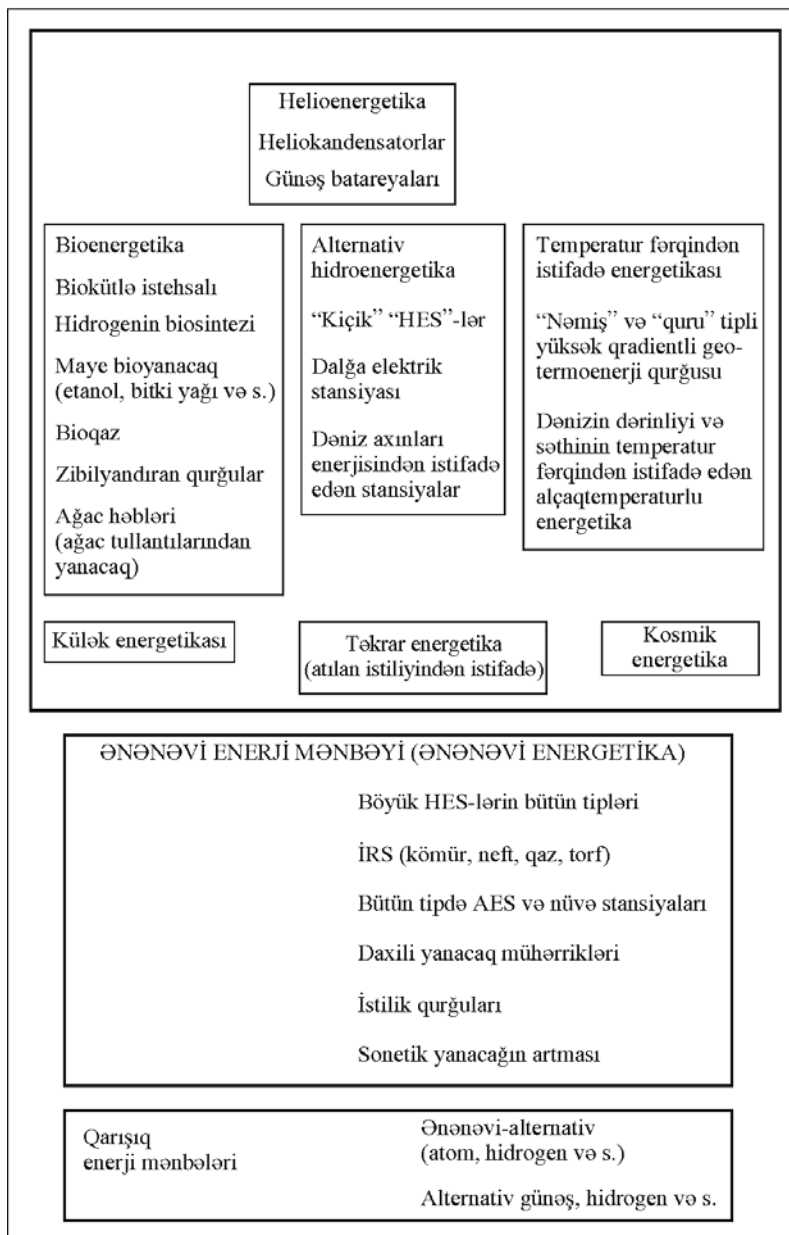 Helioenergetika
Heliokandensatorlar
Günəş batareyaları
Bioenergetika
Biokütlə istehsalı
Hidrogenin biosintezi
Maye bioyanacaq
(etanol, bitki yağı və s.)
Bioqaz
Zibilyandıran qurğular
Ağac həbləri
(ağac tullantılarından
yanacaq)
Alternativ
hidroenergetika
“Kiçik” “HES”-lər
Dalğa elektrik
stansiyası
Dəniz axınları
enerjisindən istifadə
edən stansiyalar
Temperatur fərqindən
istifadə energetikası
“Nəmiş” və “quru” tipli
yüksək qradientli geo-
termoenerji qurğusu
Dənizin dərinliyi və
səthinin temperatur
fərqindən istifadə edən
alçaqtemperaturlu
energetika
Külək energetikası
Təkrar energetika
(atılan istiliyindən istifadə)
Kosmik
energetika
ƏNƏNƏVİ ENERJİ MƏNBƏYİ (ƏNƏNƏVİ ENERGETİKA)
Böyük HES-lərin bütün tipləri
İRS (kömür, neft, qaz, torf)
Bütün tipdə AES və nüvə stansiyaları
Daxili yanacaq mühərrikləri
İstilik qurğuları
Sonetik yanacağın artması
Qarışıq
enerji mənbələri
Ənənəvi-alternativ
(atom, hidrogen və s.)
Alternativ günəş, hidrogen və s.